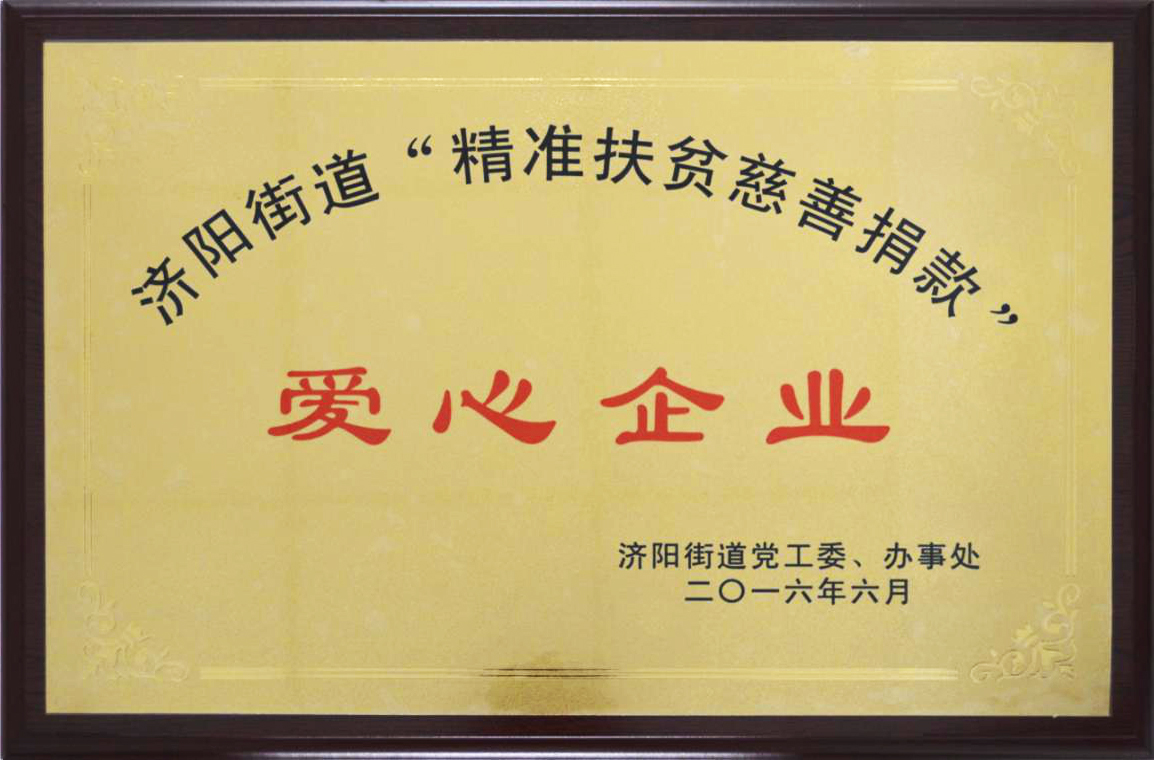 济阳街道“精准扶贫慈善捐款”
爱心企业
济阳街道党工委、办事处
二〇一六年六月